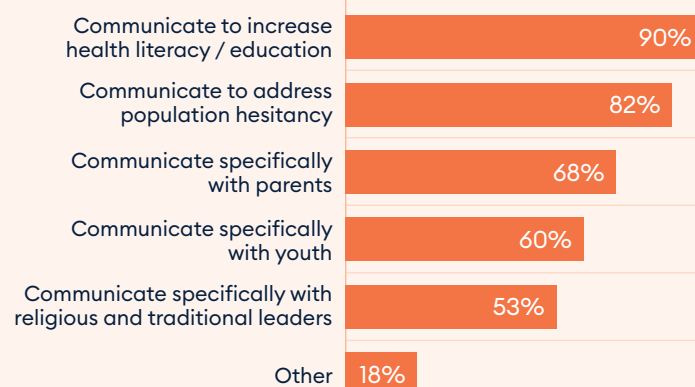 Communicate to increase
health literacy / education
90%
Communicate to address
population hesitancy
82%
Communicate specifically
with parents
68%
Communicate specifically
with youth
60%
Communicate specifically with
religious and traditional leaders
53%
Other
18%